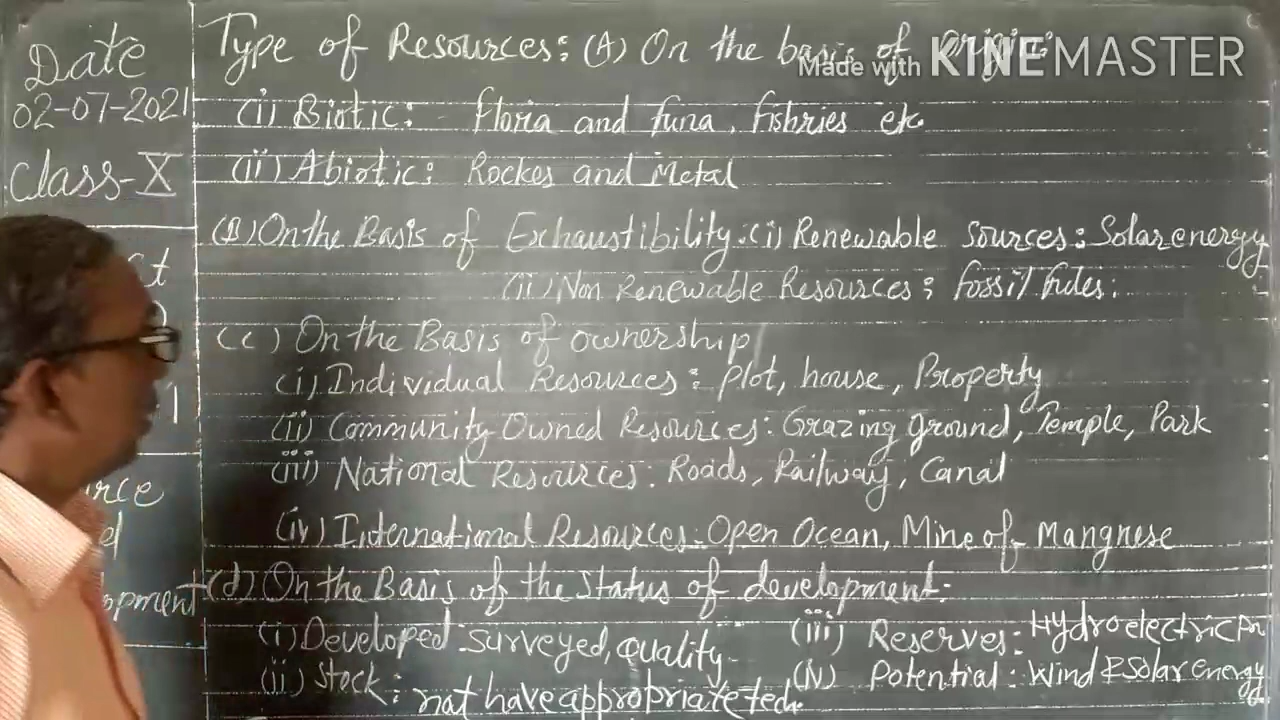 Date
02-07-2021
Class-X
Type of Resources: (A) On the basis of origin:
Made with KINEMASTER
(i) Biotic: Floria and funa, fishries etc
(ii) Abiotic: Rockes and Metal
(B) On the Basis of Exhaustibility: (i) Renewable Sources: Solar energy
(ii) Non Renewable Resources: fossil fules.
(c) On the Basis of ownership
(i) Individual Resources: plot, house, Property
(ii) Community Owned Resources: Grazing ground, Temple, Park
(iii) National Resources: Roads, Railway, Canal
(iv) International Resources: Open Ocean, Mine of Mangnese
opment
(d) On the Basis of the Status of development:
(i) Developed: surveyed, quality
(ii) Stock: not have appropriate tech.
(iii) Reserves: Hydroelectric
(iv) Potential: Wind & Solar energy